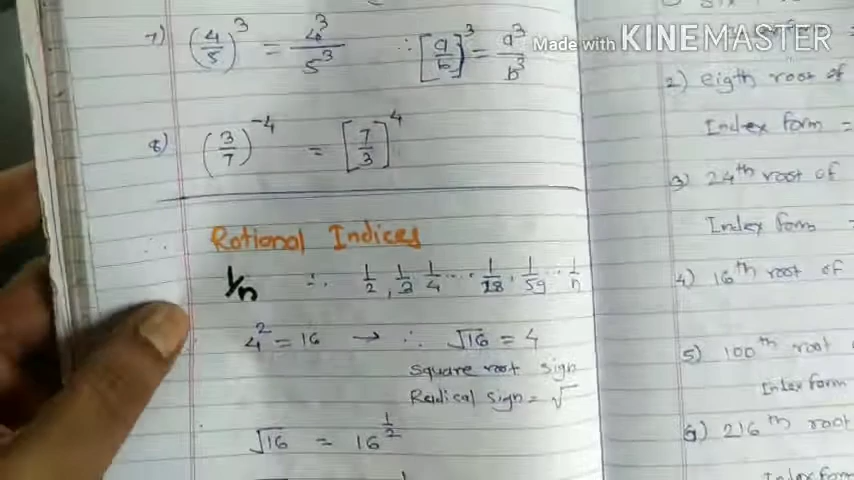 7) (4/5)^3 = 4^3/5^3 ∴ [a/b]^3 = a^3/b^3
Made with KINEMASTER
8) (3/7)^-4 = [7/3]^4
Rational Indices
1/n ∴ 1/2, 1/3 1/4 ... 1/18, 1/59 ... 1/n
4^2 = 16 → ∴ √16 = 4
Square root sign
Radical sign = √
√16 = 16^1/2
2) eigth root of
Index form =
3) 24th root of
Index form
4) 16th root of
5) 100th root
Index form
6) 216th root
Index form